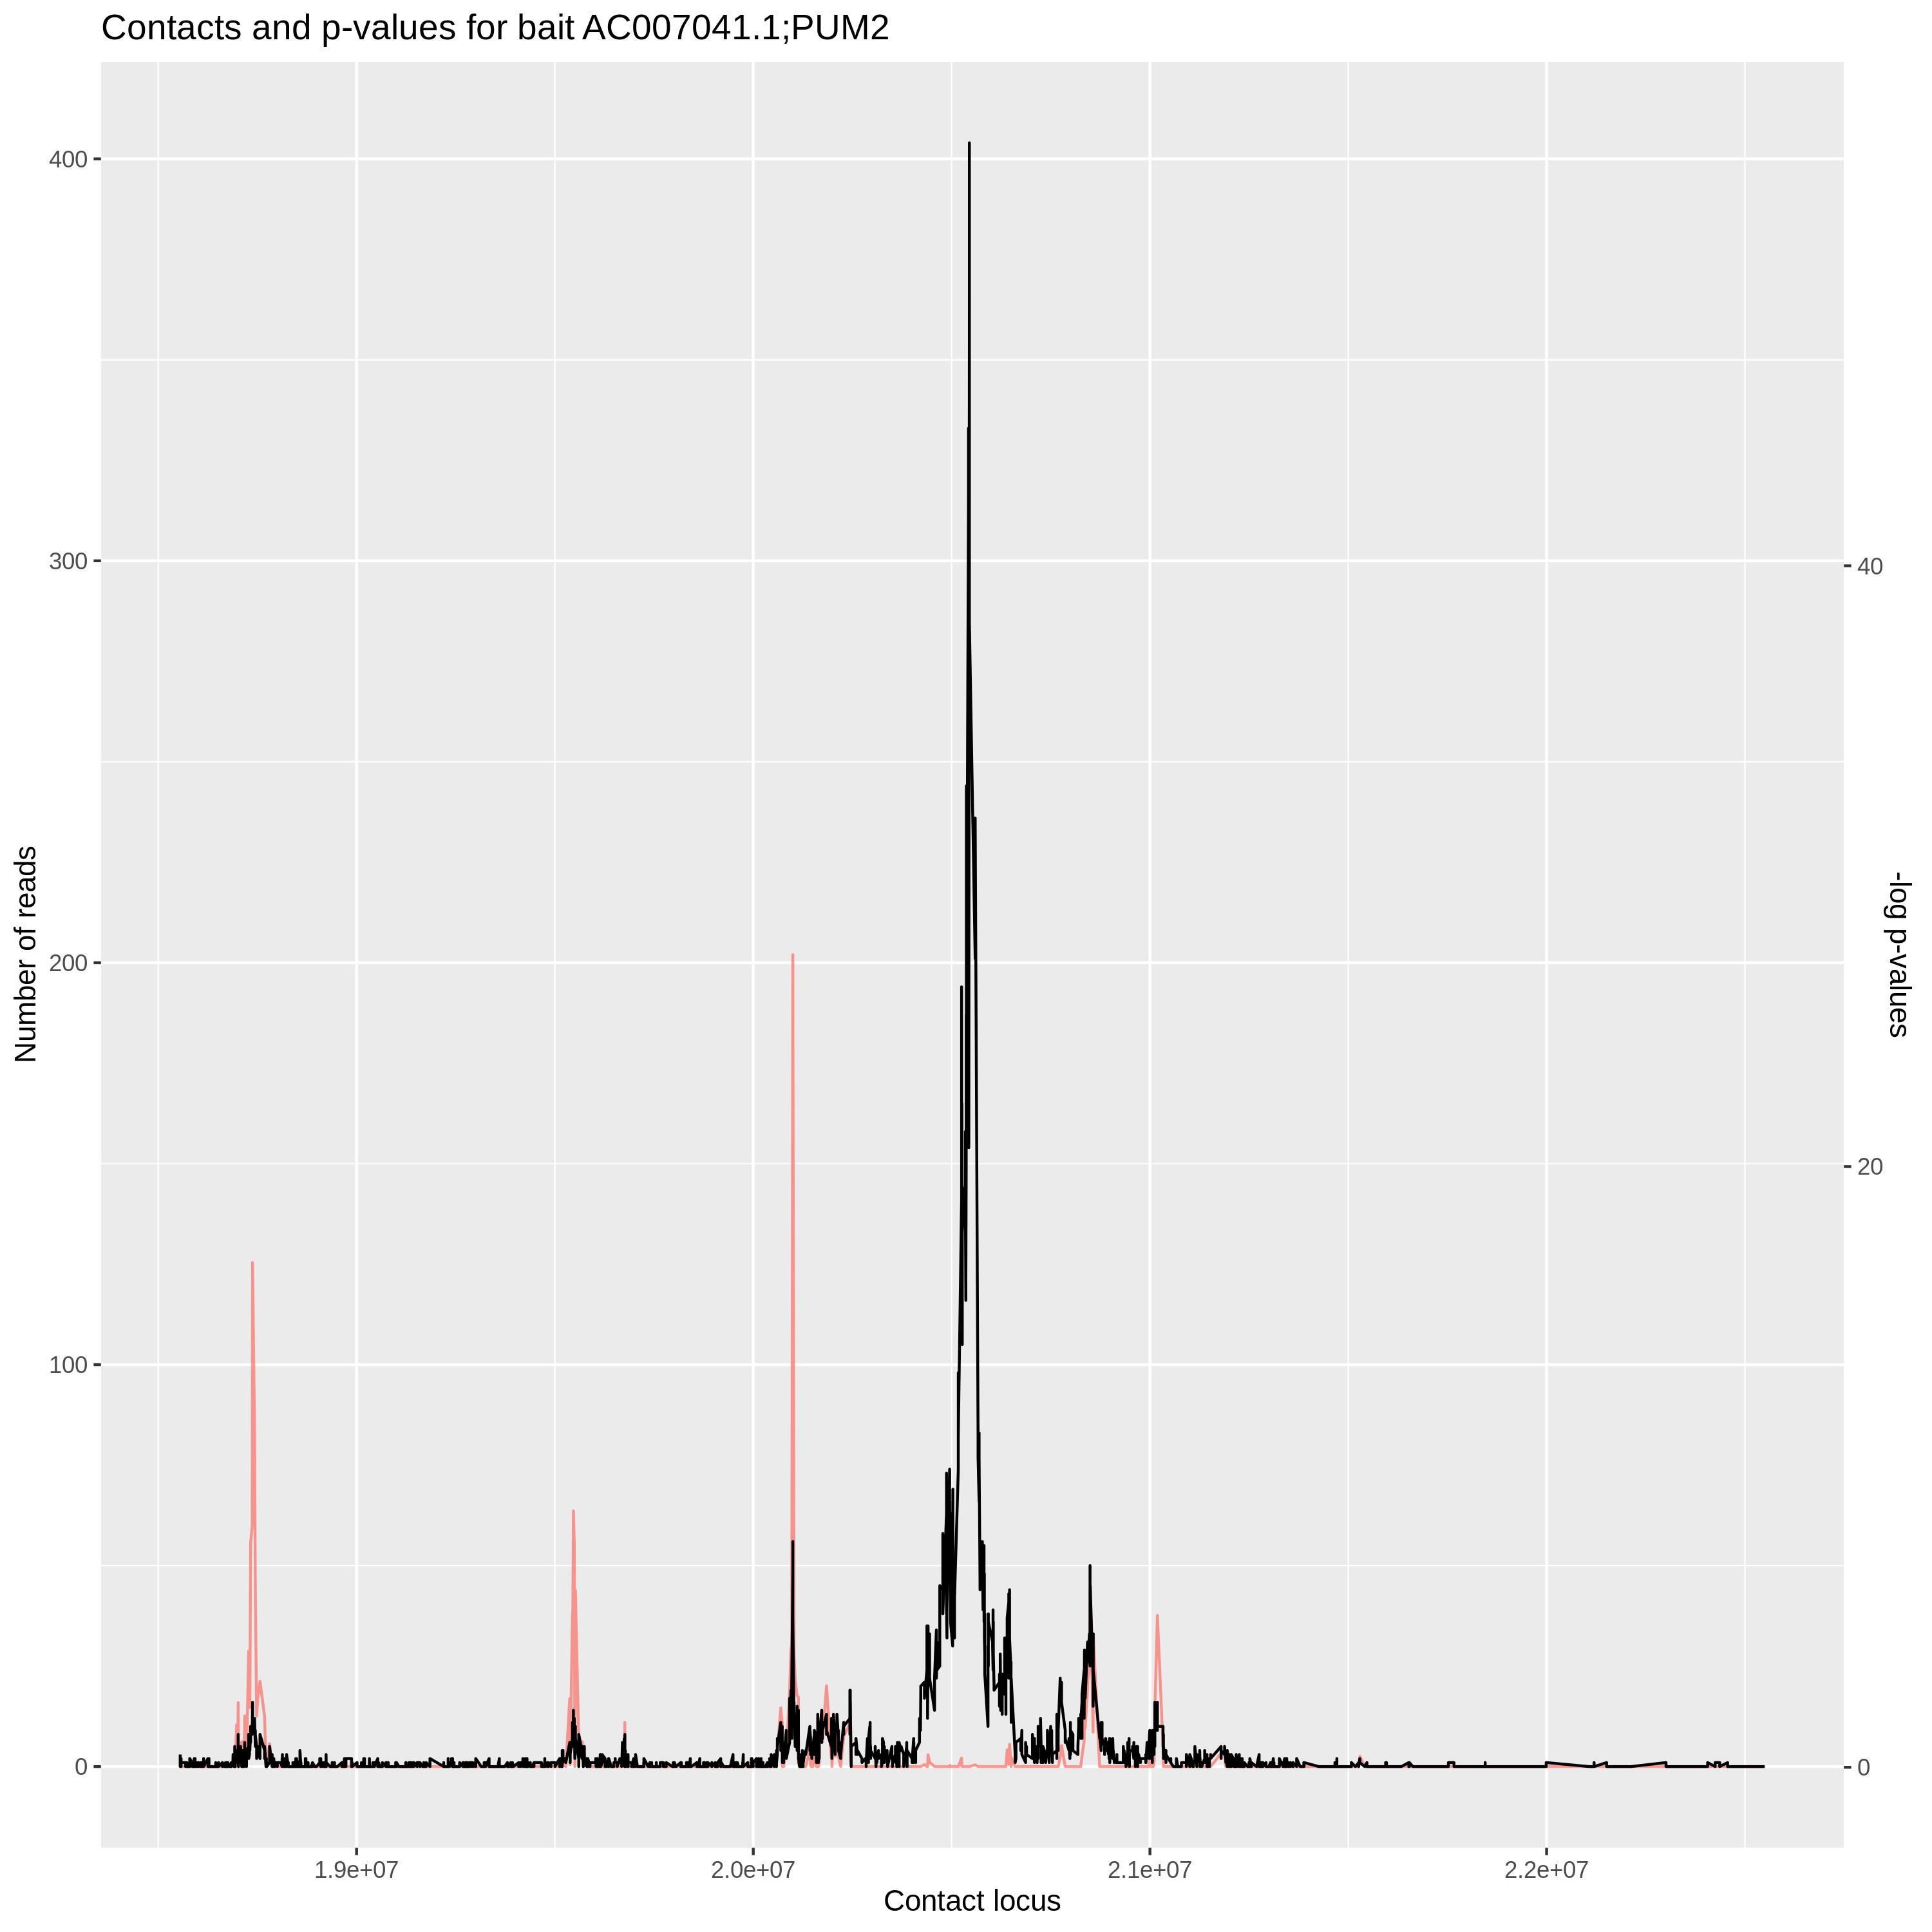 Contacts and p-values for bait AC007041.1;PUM2
400
300
200
100
0
Number of reads
40
20
0
-log p-values
1.9e+07
2.0e+07
2.1e+07
2.2e+07
Contact locus